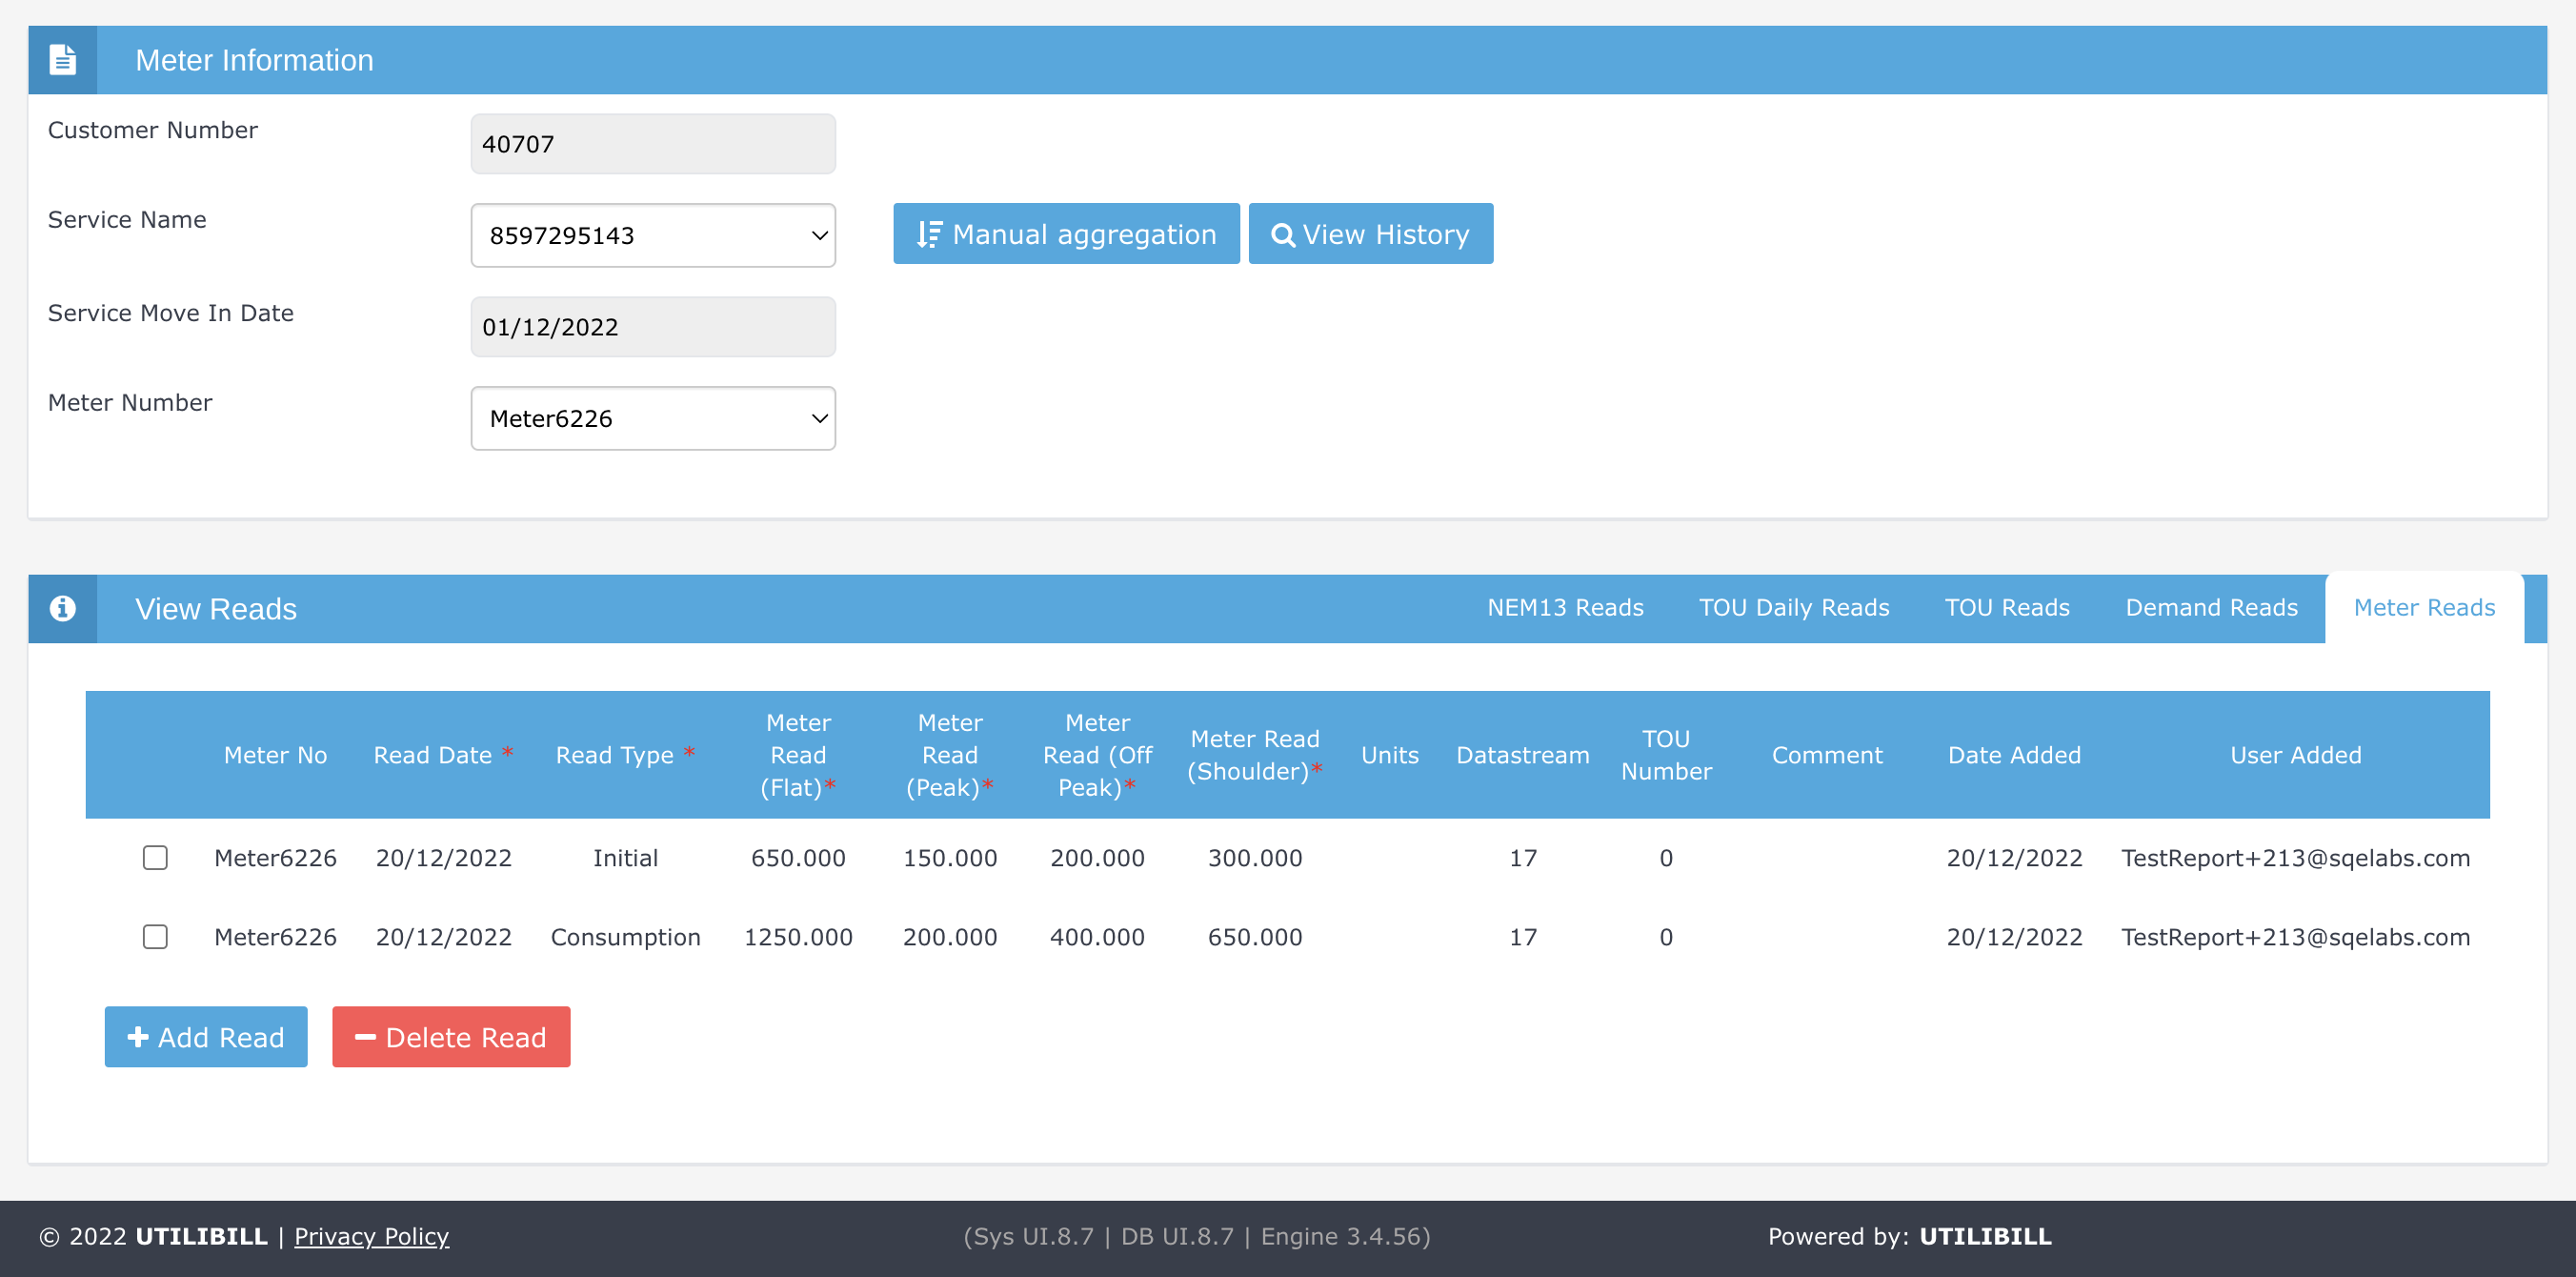 Meter Information
Customer Number 40707
Service Name 8597295143 Manual aggregation View History
Service Move In Date 01/12/2022
Meter Number Meter6226
View Reads NEM13 Reads TOU Daily Reads TOU Reads Demand Reads Meter Reads
Meter No Read Date * Read Type * Meter Read (Flat)* Meter Read (Peak)* Meter Read (Off Peak)* Meter Read (Shoulder)* Units Datastream TOU Number Comment Date Added User Added
Meter6226 20/12/2022 Initial 650.000 150.000 200.000 300.000 17 0 20/12/2022 TestReport+213@sqelabs.com
Meter6226 20/12/2022 Consumption 1250.000 200.000 400.000 650.000 17 0 20/12/2022 TestReport+213@sqelabs.com
Add Read Delete Read
© 2022 UTILIBILL | Privacy Policy (Sys UI.8.7 | DB UI.8.7 | Engine 3.4.56) Powered by: UTILIBILL